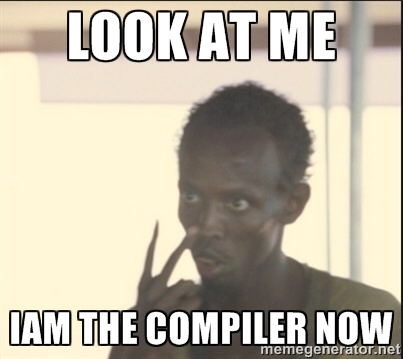 LOOK AT ME
IAM THE COMPILER NOW
memegenerator.net